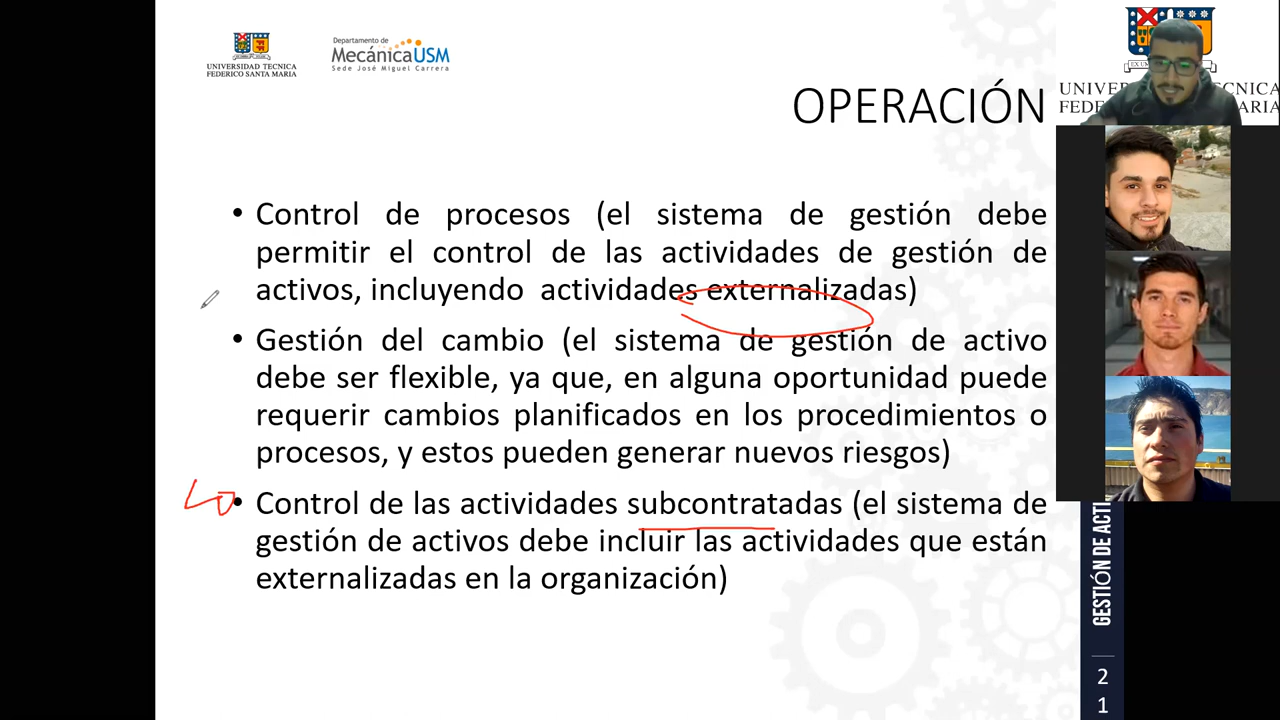 UNIVERSIDAD TECNICA
FEDERICO SANTA MARIA
Departamento de
MecánicaUSM
Sede José Miguel Carrera
OPERACIÓN
• Control de procesos (el sistema de gestión debe
permitir el control de las actividades de gestión de
activos, incluyendo actividades externalizadas)
• Gestión del cambio (el sistema de gestión de activo
debe ser flexible, ya que, en alguna oportunidad puede
requerir cambios planificados en los procedimientos o
procesos, y estos pueden generar nuevos riesgos)
• Control de las actividades subcontratadas (el sistema de
gestión de activos debe incluir las actividades que están
externalizadas en la organización)
GESTIÓN DE ACTI
2
1